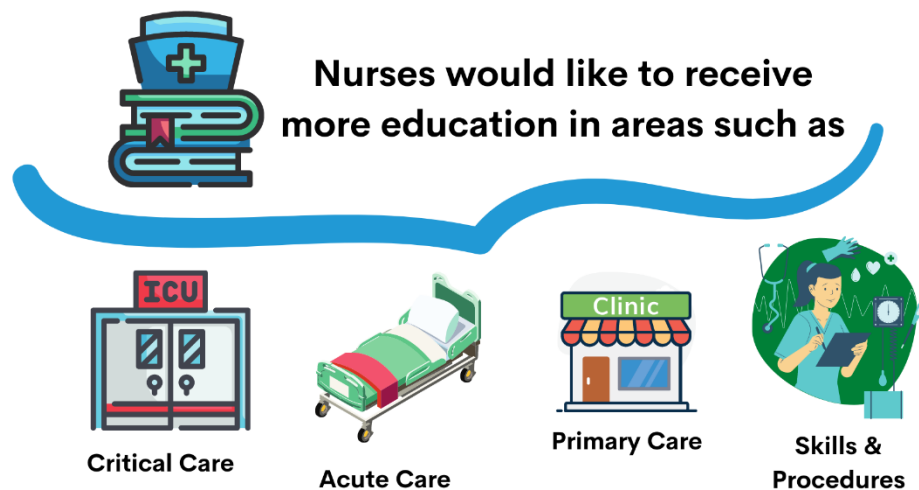 Nurses would like to receive
more education in areas such as
ICU
Clinic
Critical Care
Acute Care
Primary Care
Skills &
Procedures